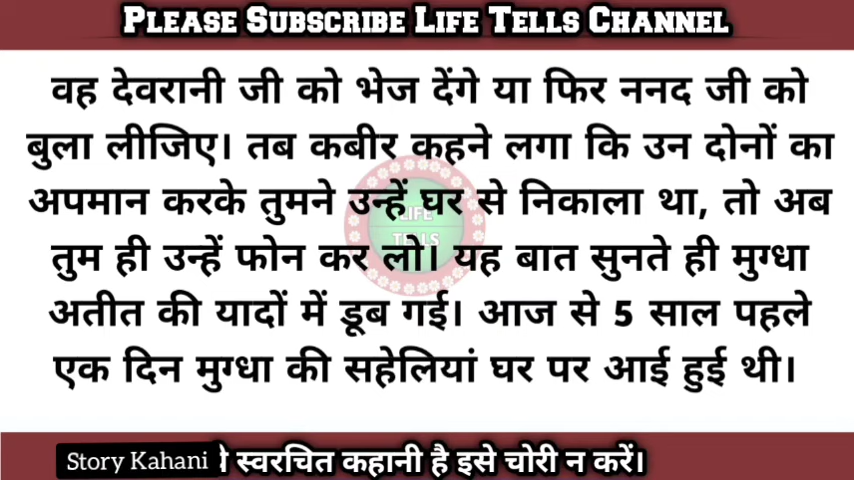 PLEASE SUBSCRIBE LIFE TELLS CHANNEL
वह देवरानी जी को भेज देंगे या फिर ननद जी को
बुला लीजिए। तब कबीर कहने लगा कि उन दोनों का
अपमान करके तुमने उन्हें घर से निकाला था, तो अब
तुम ही उन्हें फोन कर लो। यह बात सुनते ही मुग्धा
अतीत की यादों में डूब गई। आज से 5 साल पहले
एक दिन मुग्धा की सहेलियां घर पर आई हुई थी।
LIFE
TELLS
Story Kahani
स्वरचित कहानी है इसे चोरी न करें।